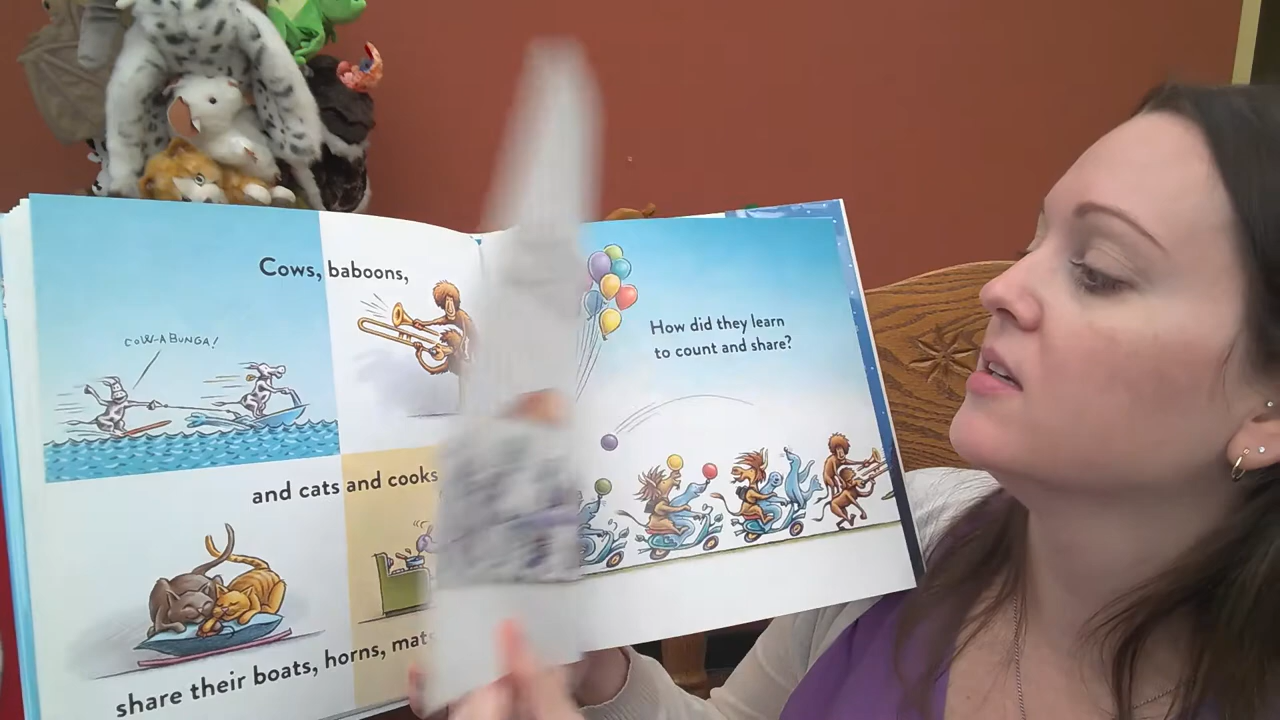 Cows, baboons,
COW-A BUNGA!
and cats and cooks
share their boats, horns, mats
How did they learn
to count and share?